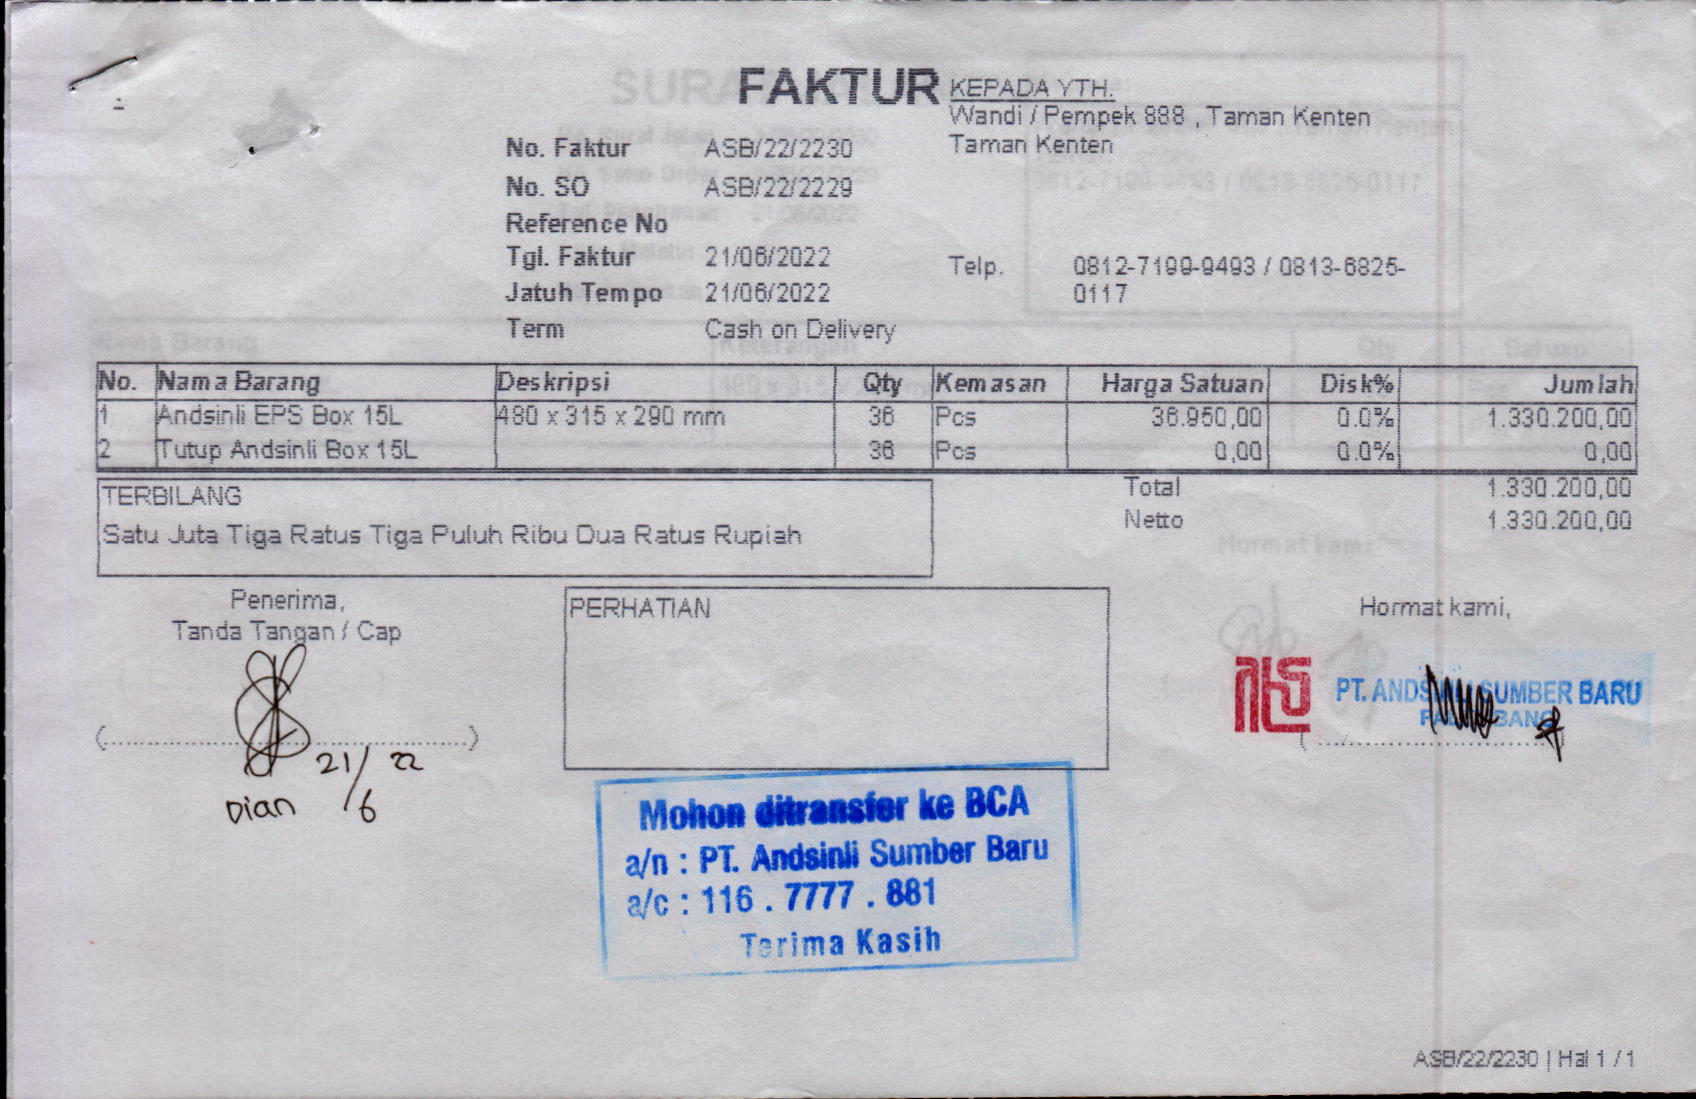 FAKTUR
KEPADA YTH.
Wandi / Pempek 888 , Taman Kenten
Taman Kenten
No. Faktur ASB/22/2230
No. SO ASB/22/2229
Reference No
Tgl. Faktur 21/06/2022
Jatuh Tempo 21/06/2022
Term Cash on Delivery
Telp. 0812-7199-9493 / 0813-6825-
0117
No. Nama Barang Deskripsi Qty Kemasan Harga Satuan Disk% Jumlah
1 Andsinli EPS Box 15L 480 x 315 x 290 mm 36 Pcs 36.950,00 0.0% 1.330.200,00
2 Tutup Andsinli Box 15L 36 Pcs 0,00 0.0% 0,00
TERBILANG
Satu Juta Tiga Ratus Tiga Puluh Ribu Dua Ratus Rupiah
Total 1.330.200,00
Netto 1.330.200,00
Penerima,
Tanda Tangan / Cap
21/6 22
Dian
PERHATIAN
Hormat kami,
PT. ANDSINLI SUMBER BARU
PALEMBANG
Mohon ditransfer ke BCA
a/n : PT. Andsinli Sumber Baru
a/c : 116 . 7777 . 881
Terima Kasih
ASB/22/2230 | Hal 1 / 1